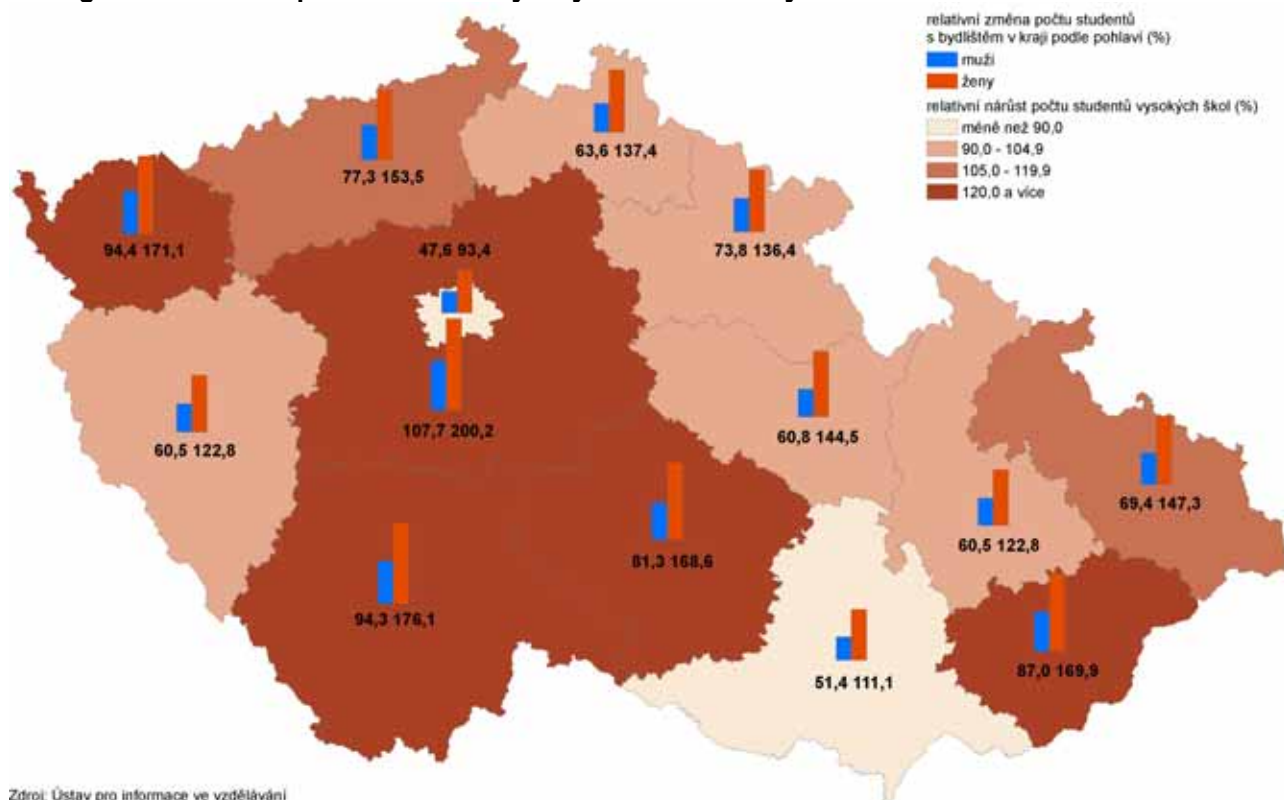 relativní změna počtu studentů
s bydlištěm v kraji podle pohlaví (%)
muži
ženy
relativní nárůst počtu studentů vysokých škol (%)
méně než 90,0
90,0 - 104,9
105,0 - 119,9
120,0 a více
63,6 137,4
77,3 153,5
94,4 171,1
47,6 93,4
73,8 136,4
107,7 200,2
60,5 122,8
60,8 144,5
69,4 147,3
81,3 168,6
60,5 122,8
94,3 176,1
51,4 111,1
87,0 169,9
Zdroj: Ústav pro informace ve vzdělávání